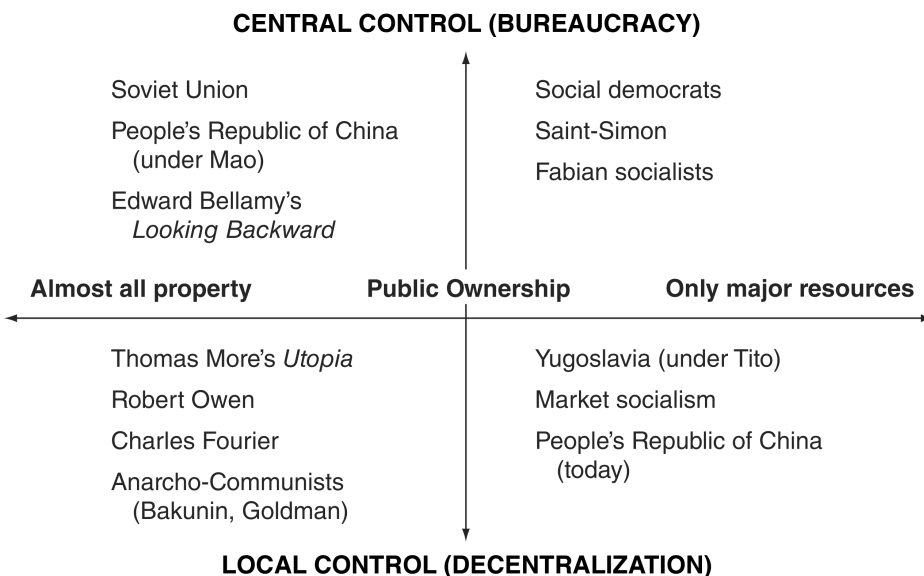 CENTRAL CONTROL (BUREAUCRACY)
Soviet Union
People’s Republic of China
(under Mao)
Edward Bellamy’s
Looking Backward
Social democrats
Saint-Simon
Fabian socialists
Almost all property
Public Ownership
Only major resources
Thomas More’s Utopia
Robert Owen
Charles Fourier
Anarcho-Communists
(Bakunin, Goldman)
Yugoslavia (under Tito)
Market socialism
People’s Republic of China
(today)
LOCAL CONTROL (DECENTRALIZATION)